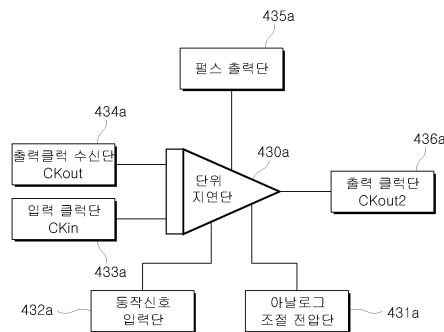 435a
펄스 출력단
434a
출력클럭 수신단
CKout
430a
단위
지연단
436a
출력 클럭단
CKout2
입력 클럭단
CKin
433a
432a
동작신호
입력단
아날로그
조절 전압단
431a